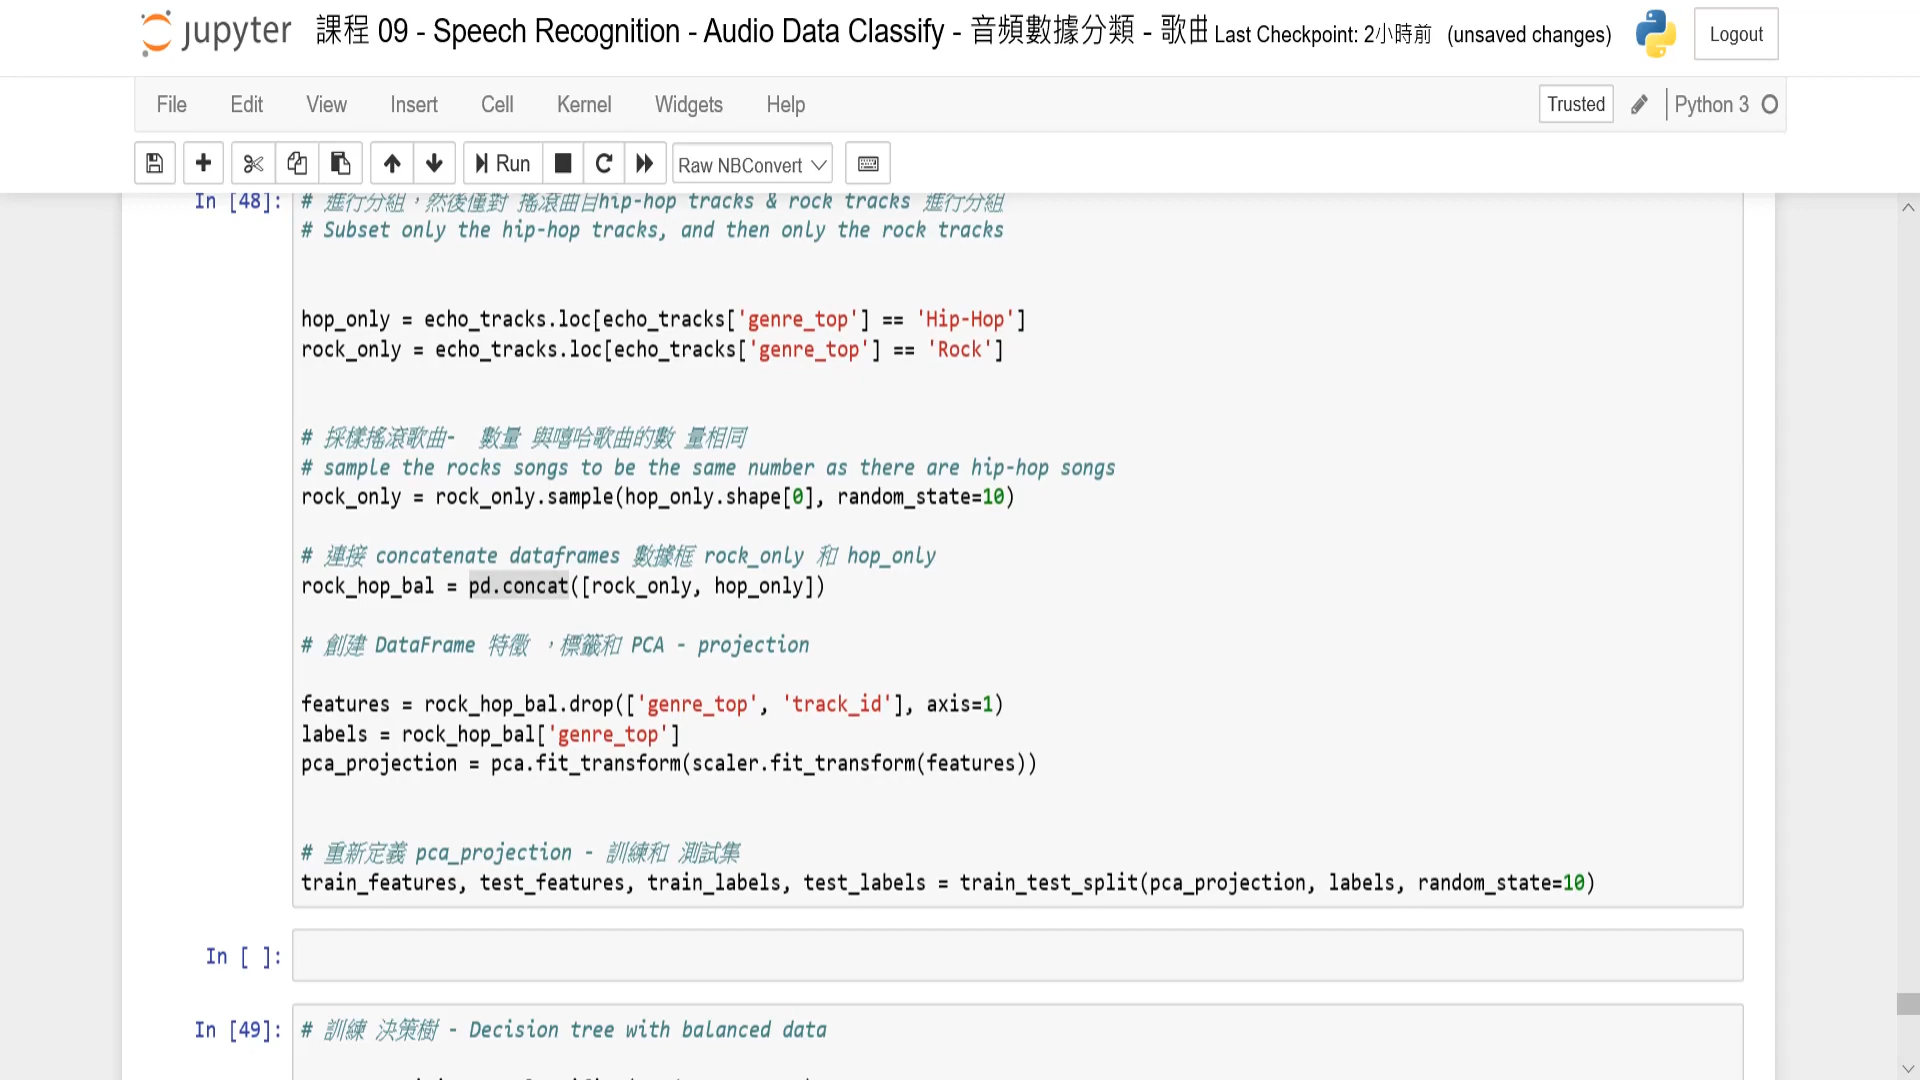 jupyter 課程 09 - Speech Recognition - Audio Data Classify - 音頻數據分類 - 歌曲 Last Checkpoint: 2小時前 (unsaved changes) Logout
File Edit View Insert Cell Kernel Widgets Help Trusted Python 3
Run Raw NBConvert
In [48]: # 進行分組，然後僅對 搖滾曲目hip-hop tracks & rock tracks 進行分組
# Subset only the hip-hop tracks, and then only the rock tracks
hop_only = echo_tracks.loc[echo_tracks['genre_top'] == 'Hip-Hop']
rock_only = echo_tracks.loc[echo_tracks['genre_top'] == 'Rock']
# 採樣搖滾歌曲- 數量 與嘻哈歌曲的數 量相同
# sample the rocks songs to be the same number as there are hip-hop songs
rock_only = rock_only.sample(hop_only.shape[0], random_state=10)
# 連接 concatenate dataframes 數據框 rock_only 和 hop_only
rock_hop_bal = pd.concat([rock_only, hop_only])
# 創建 DataFrame 特徵 ，標籤和 PCA - projection
features = rock_hop_bal.drop(['genre_top', 'track_id'], axis=1)
labels = rock_hop_bal['genre_top']
pca_projection = pca.fit_transform(scaler.fit_transform(features))
# 重新定義 pca_projection - 訓練和 測試集
train_features, test_features, train_labels, test_labels = train_test_split(pca_projection, labels, random_state=10)
In [ ]:
In [49]: # 訓練 決策樹 - Decision tree with balanced data